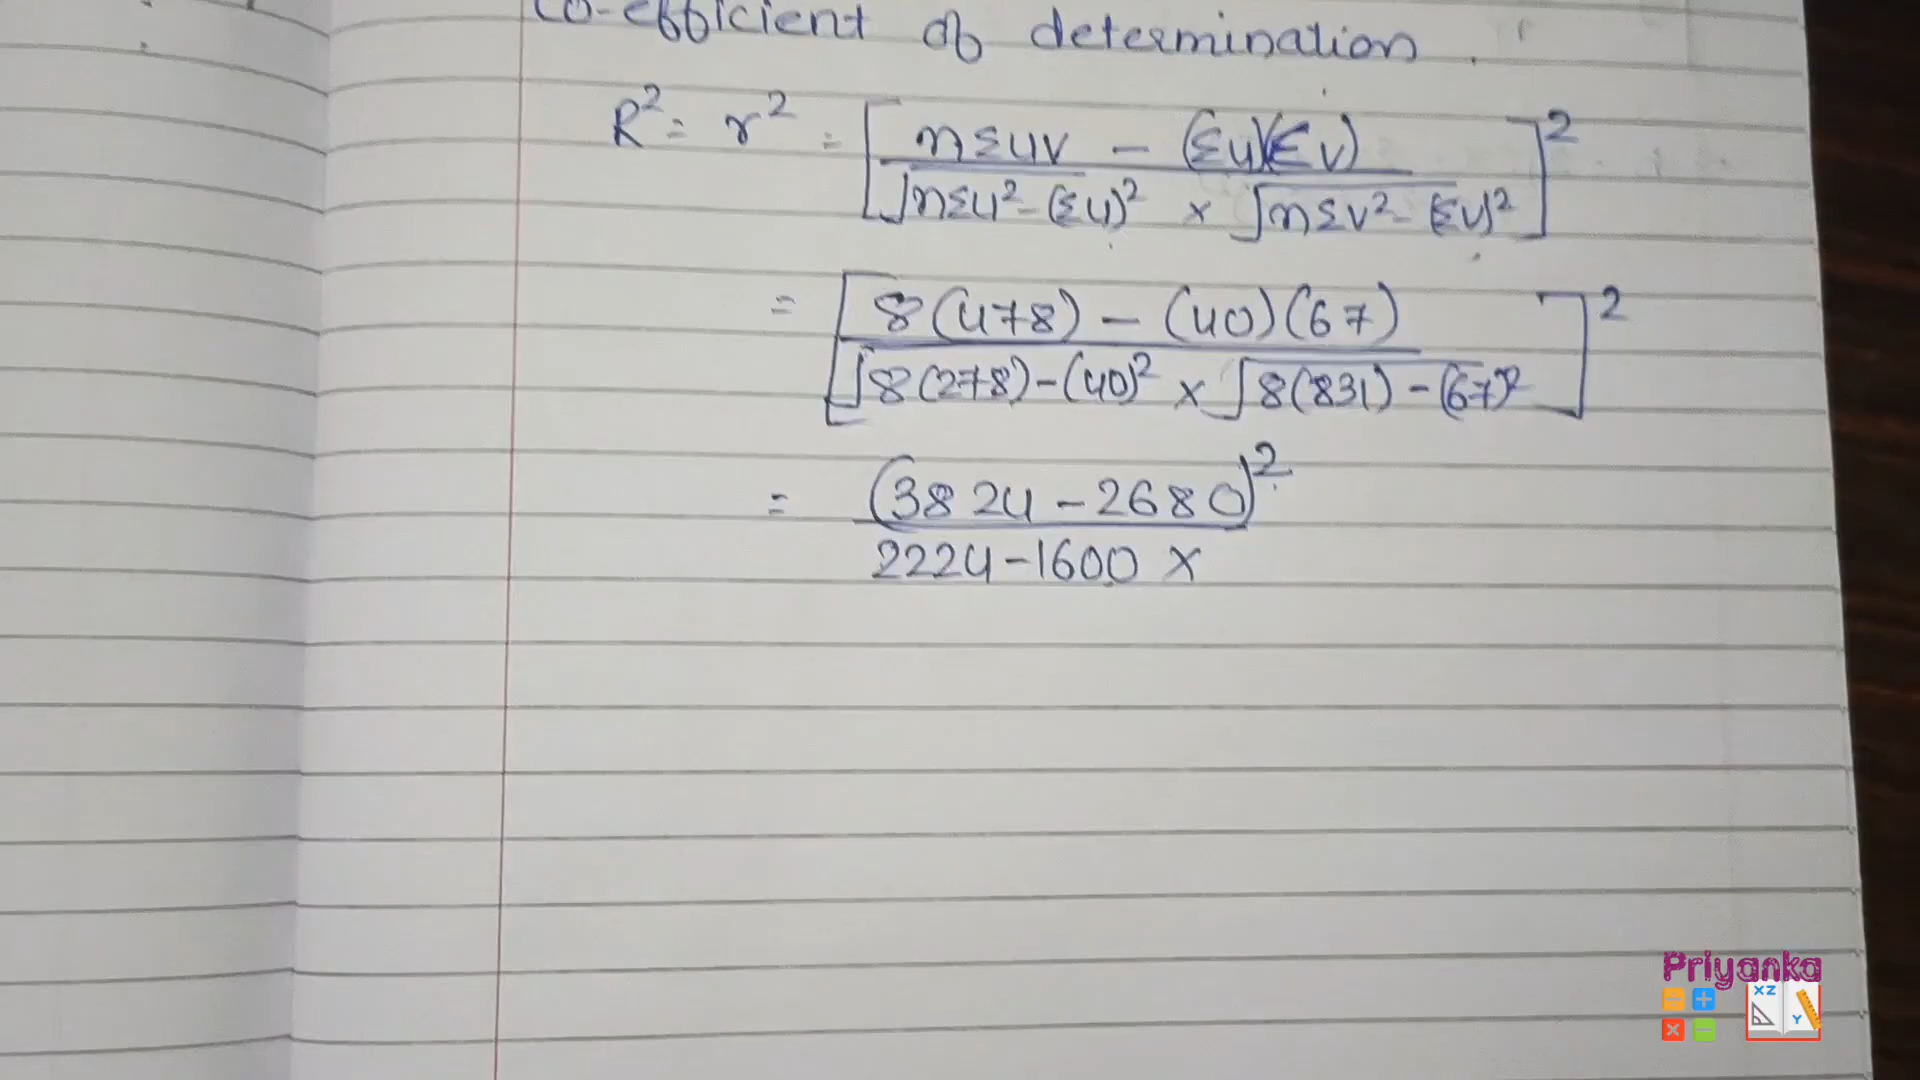 co-efficient of determination.
R² = r² = [nΣuv - (Σu)(Σv) / √nΣu² - (Σu)² × √nΣv² - (Σv)²]²
= [8(478) - (40)(67) / √8(278) - (40)² × √8(831) - (67)²]²
= (3824 - 2680)² / 2224 - 1600 ×
Priyanka
XZ
Y